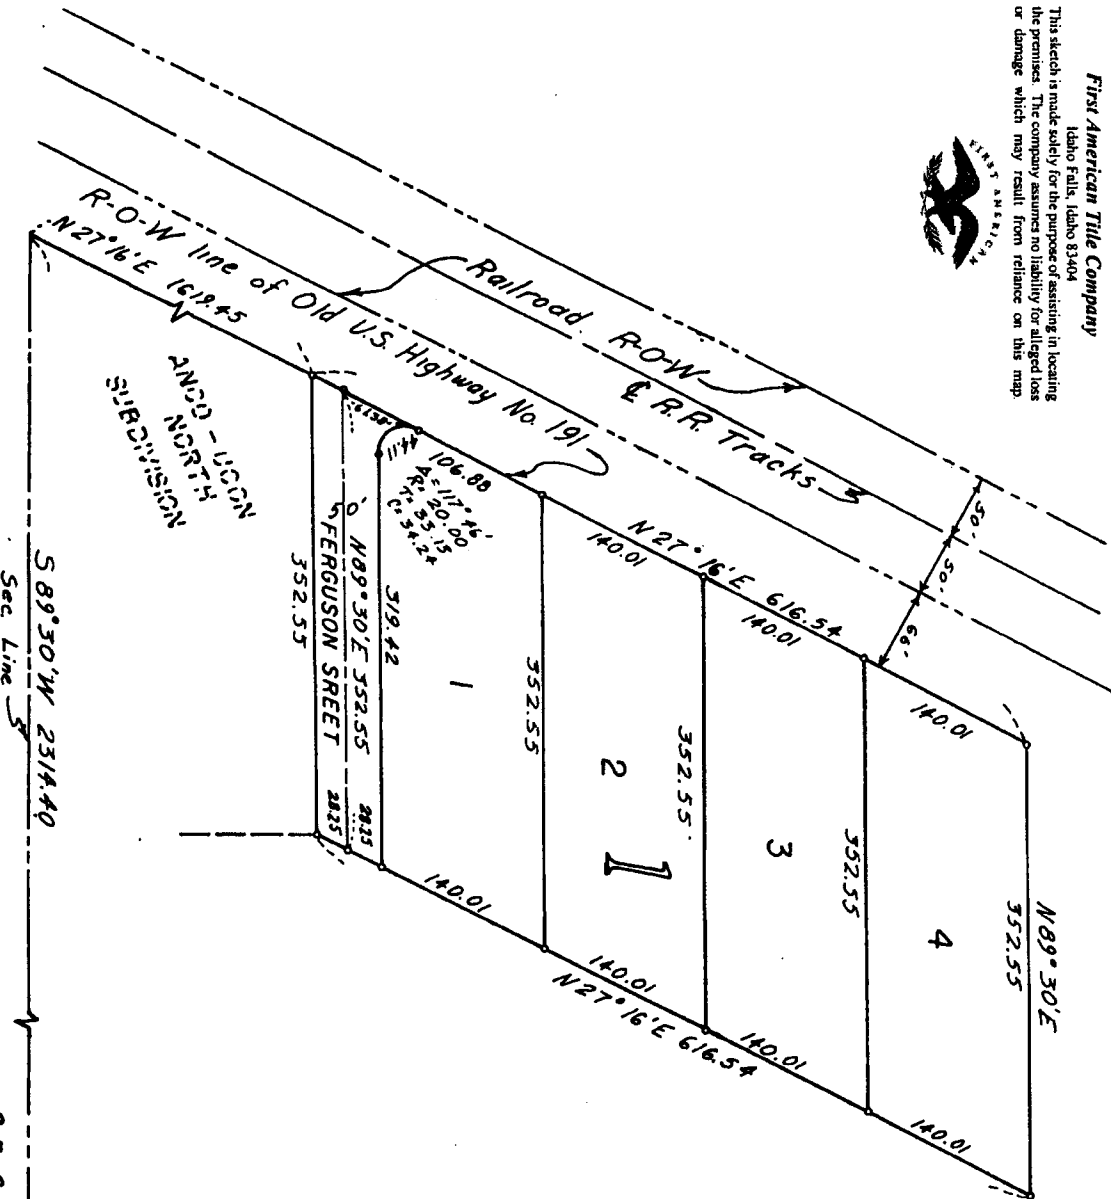 First American Title Company
Idaho Falls, Idaho 83404
This sketch is made solely for the purpose of assisting in locating
the premises. The company assumes no liability for alleged loss
or damage which may result from reliance on this map.
FIRST AMERICAN
Railroad R-O-W
℄ R.R. Tracks
R-O-W line of Old U.S. Highway No. 191
50'
50'
66'
N 27°16'E 1619.45
N 27°16'E 616.54
140.01
140.01
140.01
106.88
44.11
Δ=117°46'
R=20.00
T=33.15
C=34.24
N89°30'E
352.55
4
352.55
3
352.55
2
1
352.55
1
319.42
N89°30'E 352.55
50'
FERGUSON SREET
28.25
28.25
352.55
140.01
140.01
140.01
140.01
N27°16'E 616.54
NORTH
SUBDIVISION
S 89°30'W 2314.40
Sec. Line